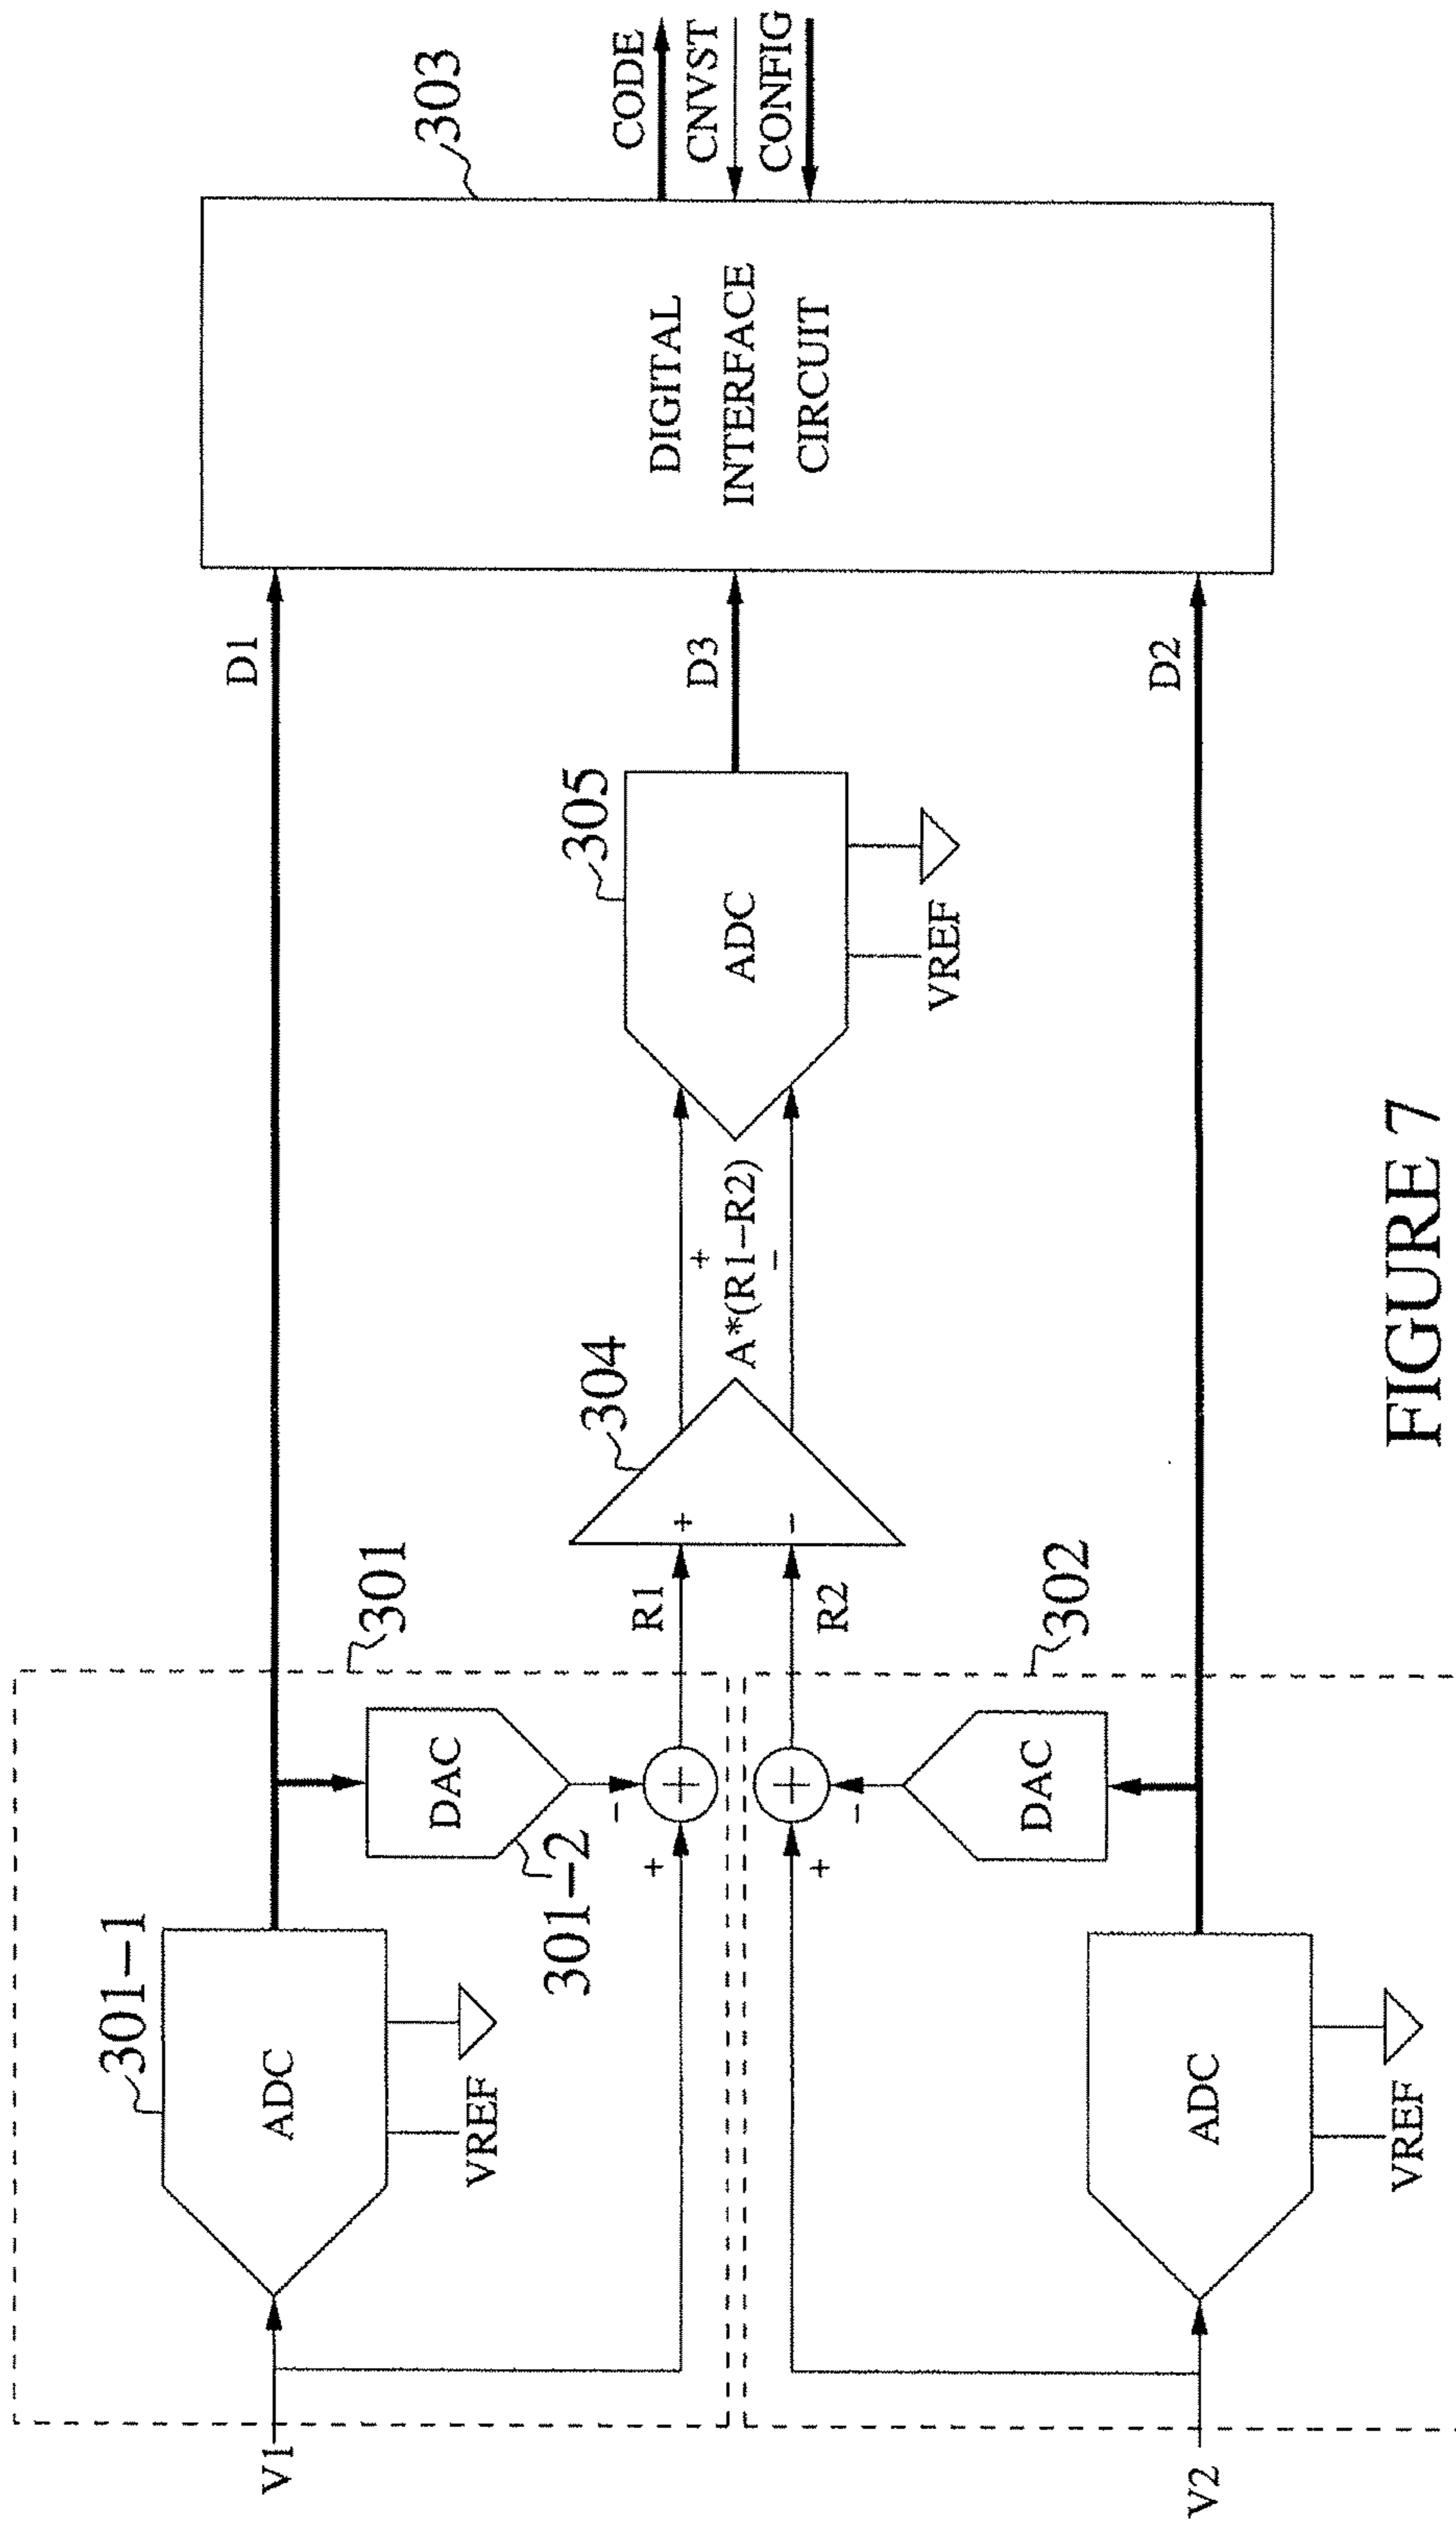 V1
301-1
ADC
VREF
DAC
301-2
-
+
301
D1
R1
R2
+
-
304
+
A*(R1-R2)
-
305
ADC
VREF
D3
303
DIGITAL
INTERFACE
CIRCUIT
CODE
CNVST
CONFIG
V2
ADC
VREF
DAC
-
+
302
D2
FIGURE 7